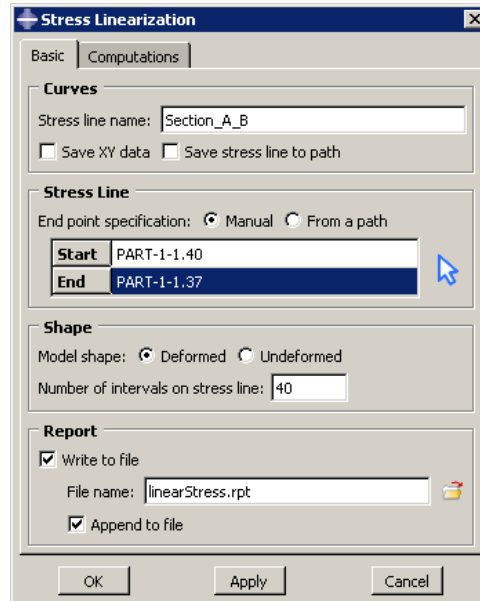 Stress Linearization
Basic Computations
Curves
Stress line name: Section_A_B
Save XY data Save stress line to path
Stress Line
End point specification: Manual From a path
Start PART-1-1.40
End PART-1-1.37
Shape
Model shape: Deformed Undeformed
Number of intervals on stress line: 40
Report
Write to file
File name: linearStress.rpt
Append to file
OK Apply Cancel